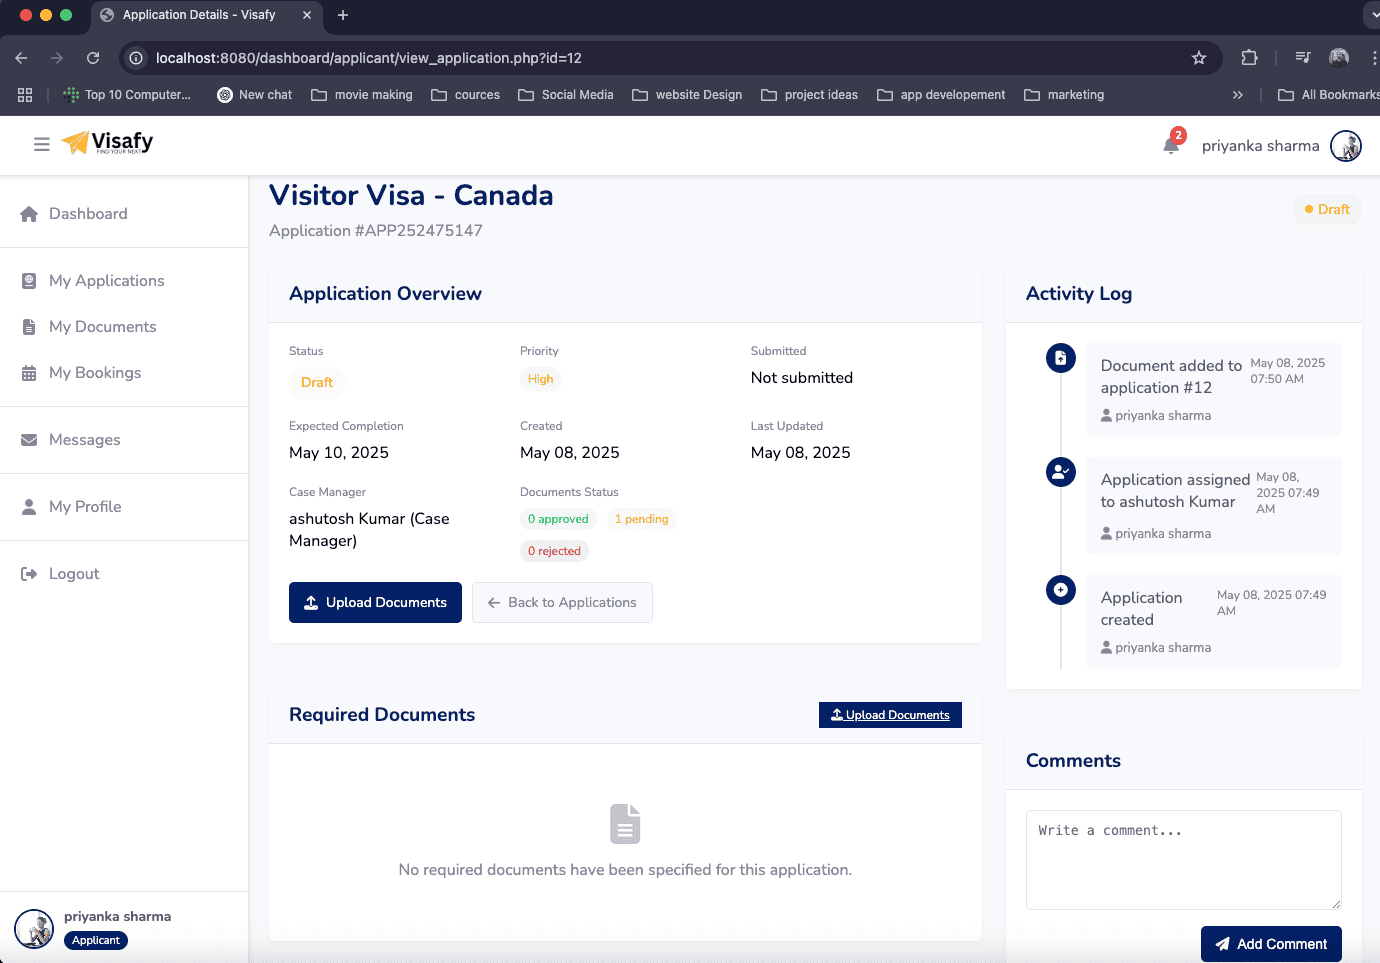 Application Details - Visafy
localhost:8080/dashboard/applicant/view_application.php?id=12
Top 10 Computer...
New chat
movie making
cources
Social Media
website Design
project ideas
app developement
marketing
All Bookmarks
Visafy
FIND YOUR NEXT
2
priyanka sharma
Dashboard
My Applications
My Documents
My Bookings
Messages
My Profile
Logout
priyanka sharma
Applicant
Visitor Visa - Canada
Application #APP252475147
Draft
Application Overview
Status
Priority
Submitted
Draft
High
Not submitted
Expected Completion
Created
Last Updated
May 10, 2025
May 08, 2025
May 08, 2025
Case Manager
Documents Status
ashutosh Kumar (Case
Manager)
0 approved
1 pending
0 rejected
Upload Documents
Back to Applications
Required Documents
Upload Documents
No required documents have been specified for this application.
Activity Log
Document added to
application #12
May 08, 2025
07:50 AM
priyanka sharma
Application assigned
to ashutosh Kumar
May 08,
2025 07:49
AM
priyanka sharma
Application
created
May 08, 2025 07:49
AM
priyanka sharma
Comments
Write a comment...
Add Comment